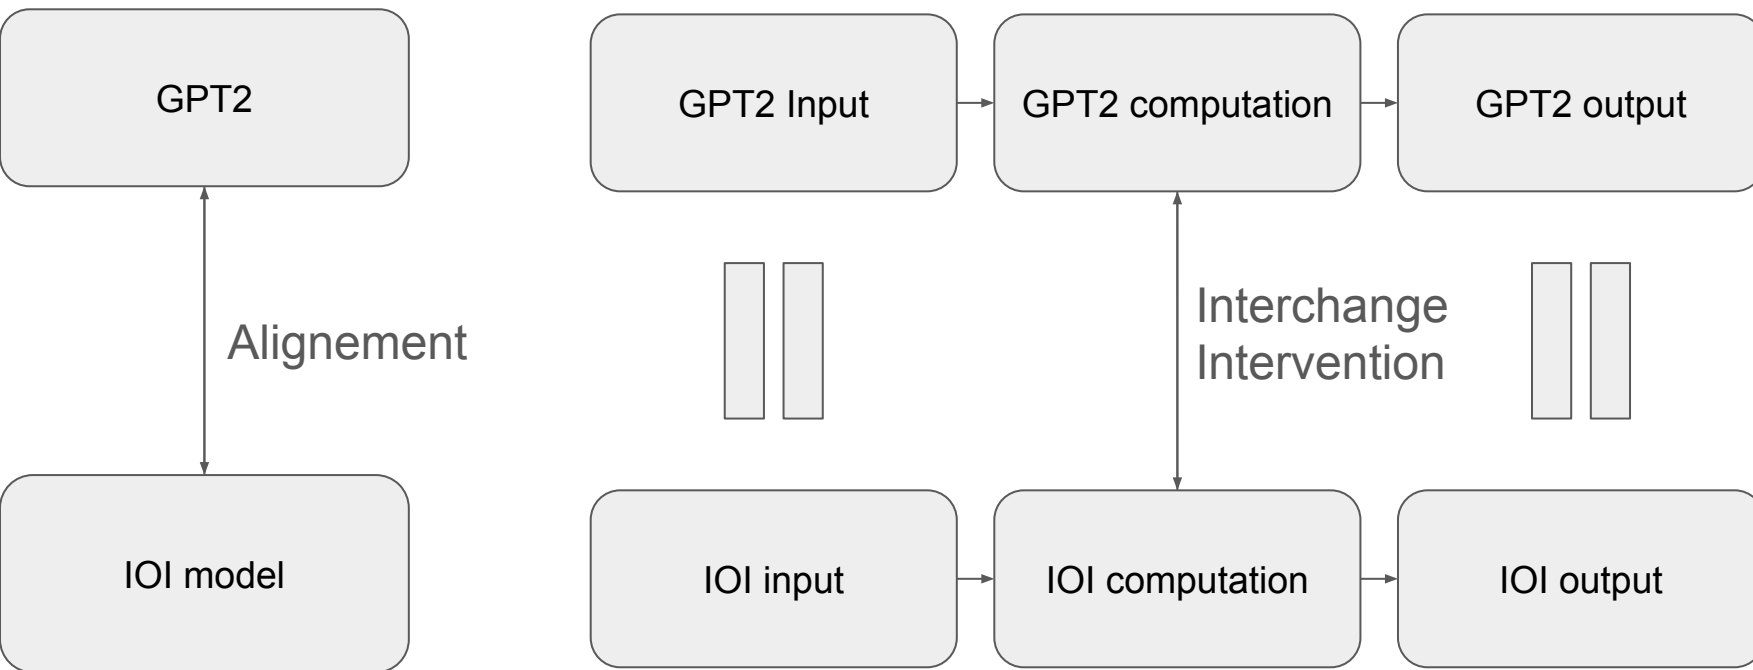 GPT2
Alignement
IOI model
GPT2 Input
GPT2 computation
GPT2 output
Interchange
Intervention
IOI input
IOI computation
IOI output